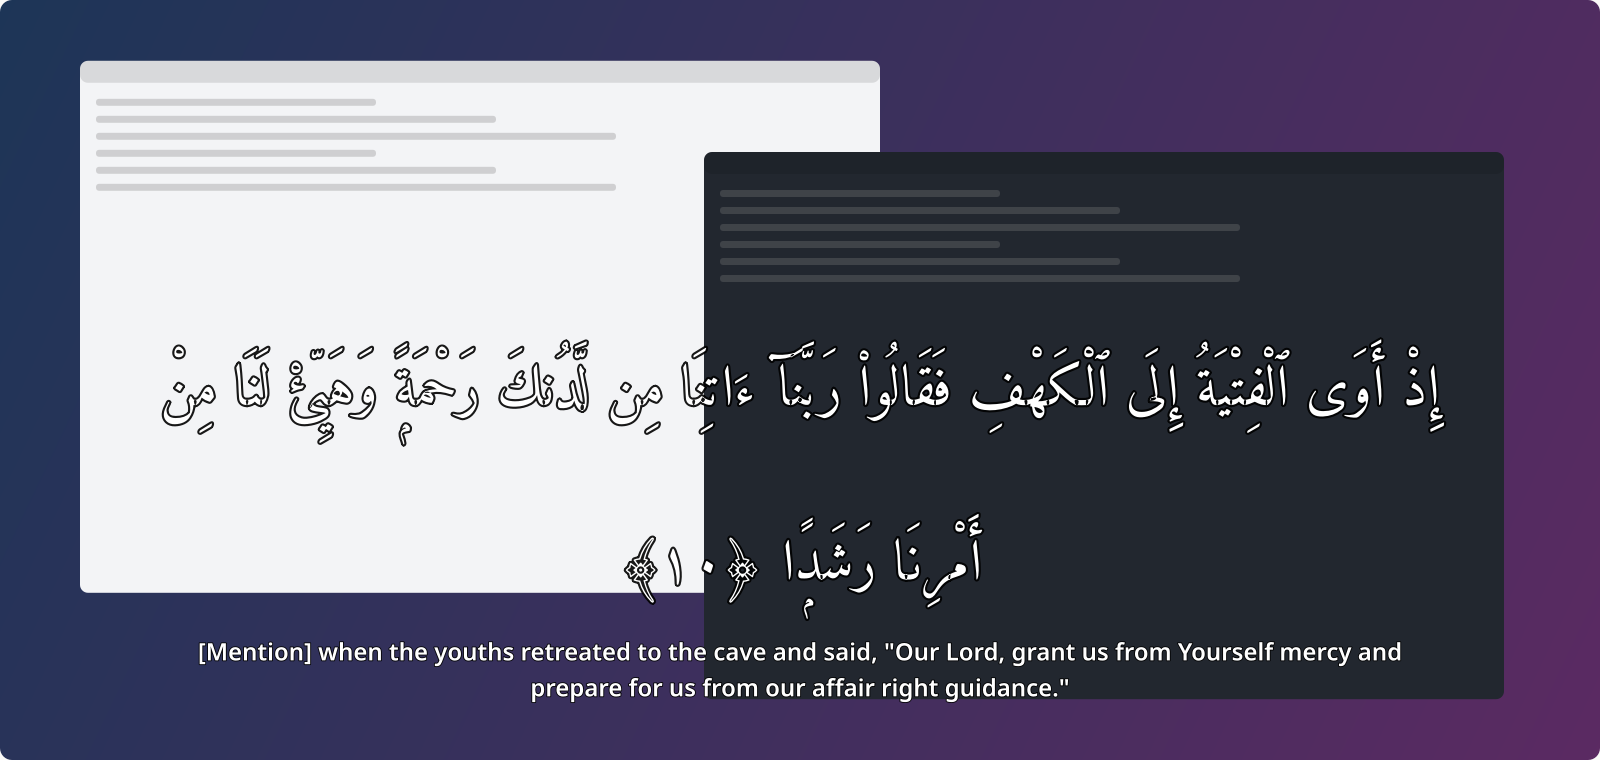 إِذْ أَوَى ٱلْفِتْيَةُ إِلَى ٱلْكَهْفِ فَقَالُوا۟ رَبَّنَآ ءَاتِنَا مِن لَّدُنكَ رَحْمَةًۭ وَهَيِّئْ لَنَا مِنْ
أَمْرِنَا رَشَدًۭا ﴿١٠﴾
[Mention] when the youths retreated to the cave and said, "Our Lord, grant us from Yourself mercy and
prepare for us from our affair right guidance."